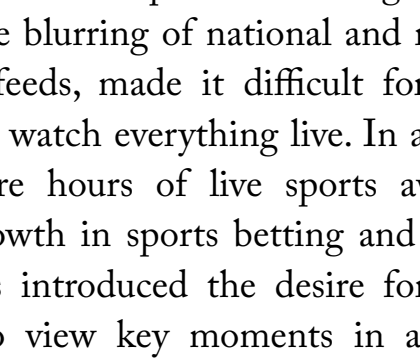 blurring of national and
feeds, made it difficult for
watch everything live. In a
re hours of live sports av
owth in sports betting and
s introduced the desire for
o view key moments in a